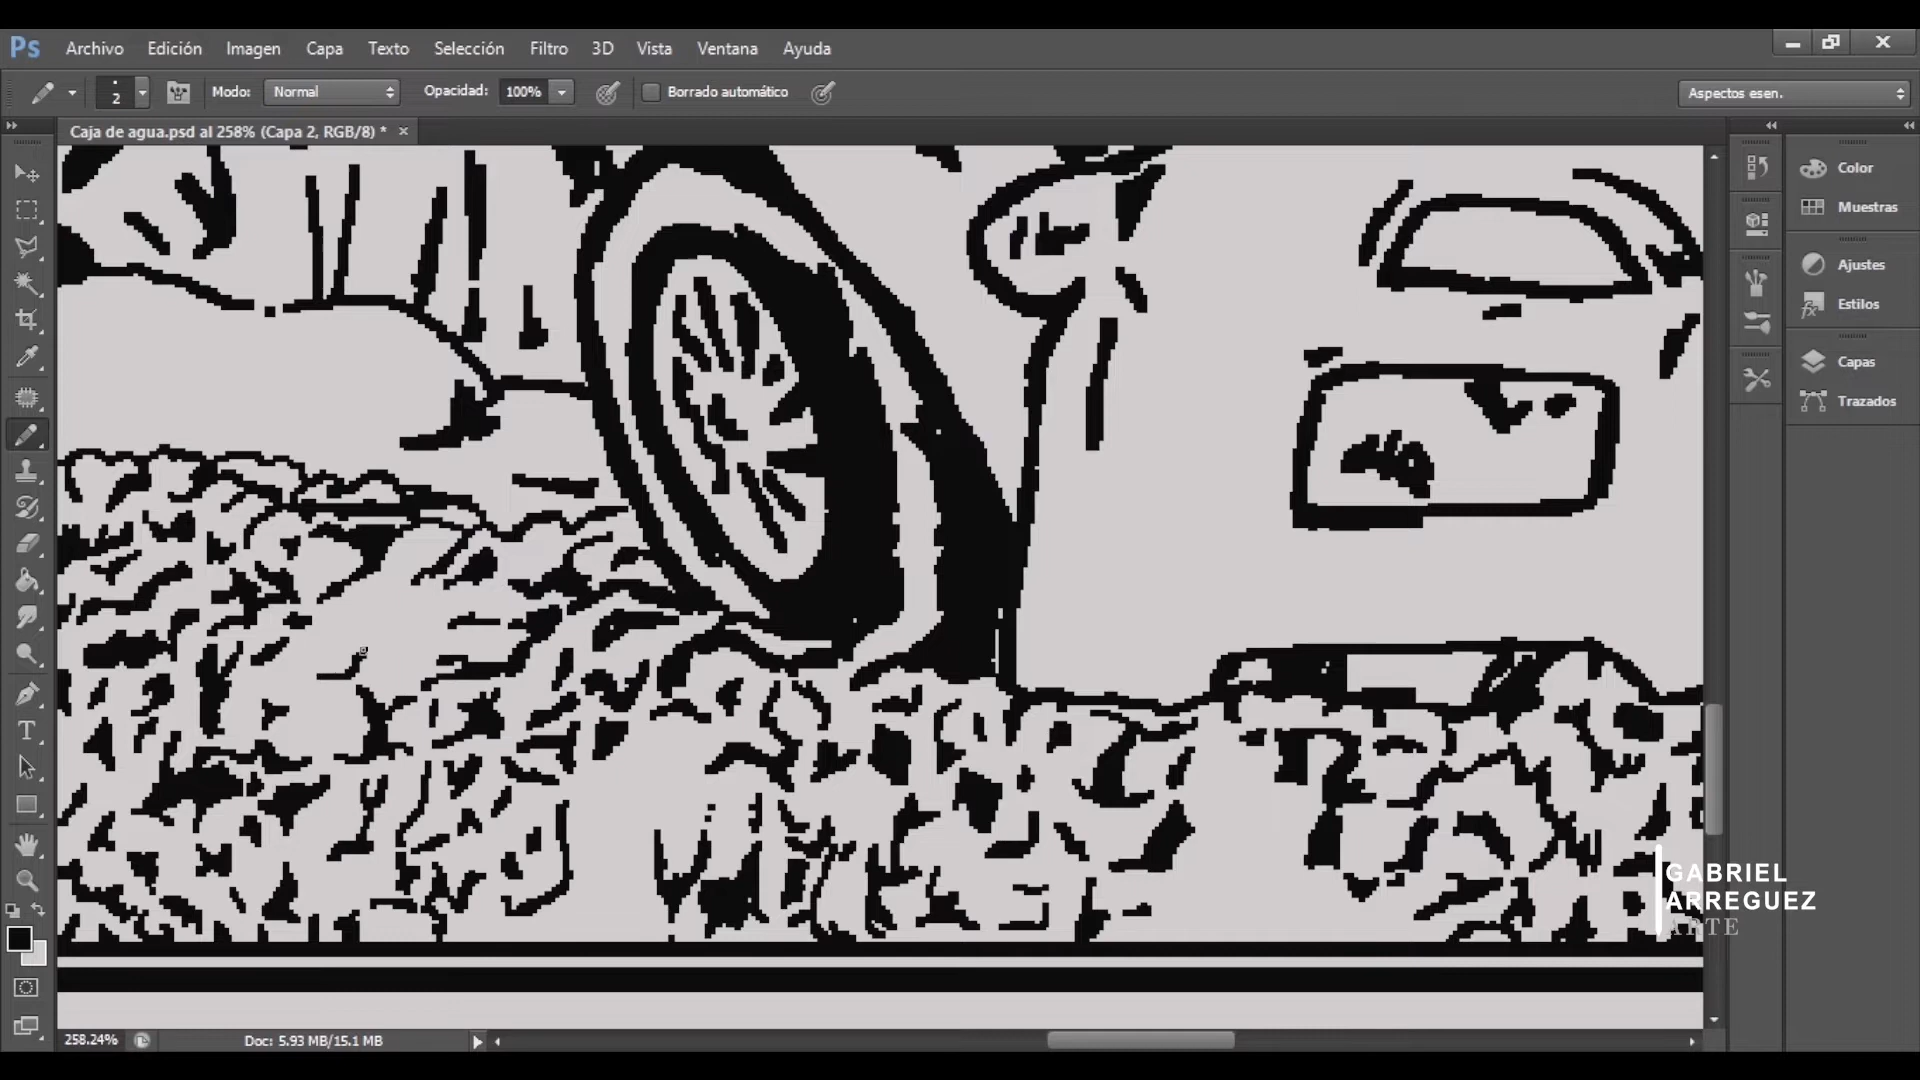 Ps Archivo Edición Imagen Capa Texto Selección Filtro 3D Vista Ventana Ayuda
2 Modo: Normal Opacidad: 100% Borrado automático Aspectos esen.
Caja de agua.psd al 258% (Capa 2, RGB/8) * ×
Color
Muestras
Ajustes
Estilos
Capas
Trazados
GABRIEL
ARREGUEZ
ARTE
258.24% Doc: 5.93 MB/15.1 MB